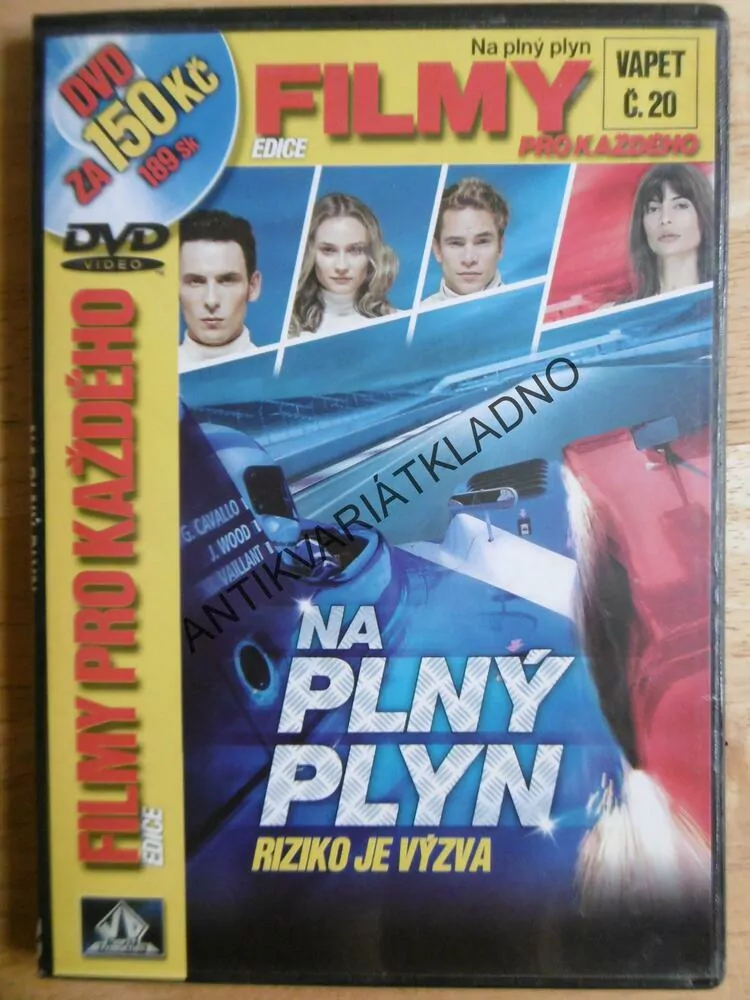 DVD
ZA 150 Kč
189 Sk
Na plný plyn
FILMY
EDICE
PRO KAŽDÉHO
VAPET
Č. 20
DVD
VIDEO
FILMY PRO KAŽDÉHO
EDICE
G. CAVALLO
J. WOOD
VAILLANT
ANTIKVARIÁTKLADNO
NA
PLNÝ
PLYN
RIZIKO JE VÝZVA